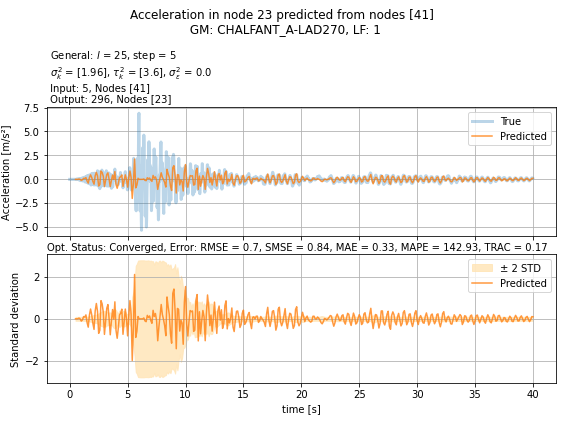 Acceleration in node 23 predicted from nodes [41]
GM: CHALFANT_A-LAD270, LF: 1
General: l = 25, step = 5
σ²ₖ = [1.96], τ²ₖ = [3.6], σ²ε = 0.0
Input: 5, Nodes [41]
Output: 296, Nodes [23]
7.5
5.0
2.5
0.0
−2.5
−5.0
Acceleration [m/s²]
True
Predicted
Opt. Status: Converged, Error: RMSE = 0.7, SMSE = 0.84, MAE = 0.33, MAPE = 142.93, TRAC = 0.17
2
0
−2
Standard deviation
± 2 STD
Predicted
0 5 10 15 20 25 30 35 40
time [s]